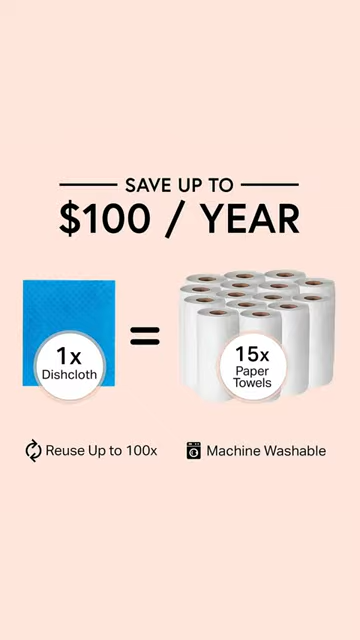 SAVE UP TO
$100 / YEAR
1x
Dishcloth
=
15x
Paper
Towels
Reuse Up to 100x
Machine Washable